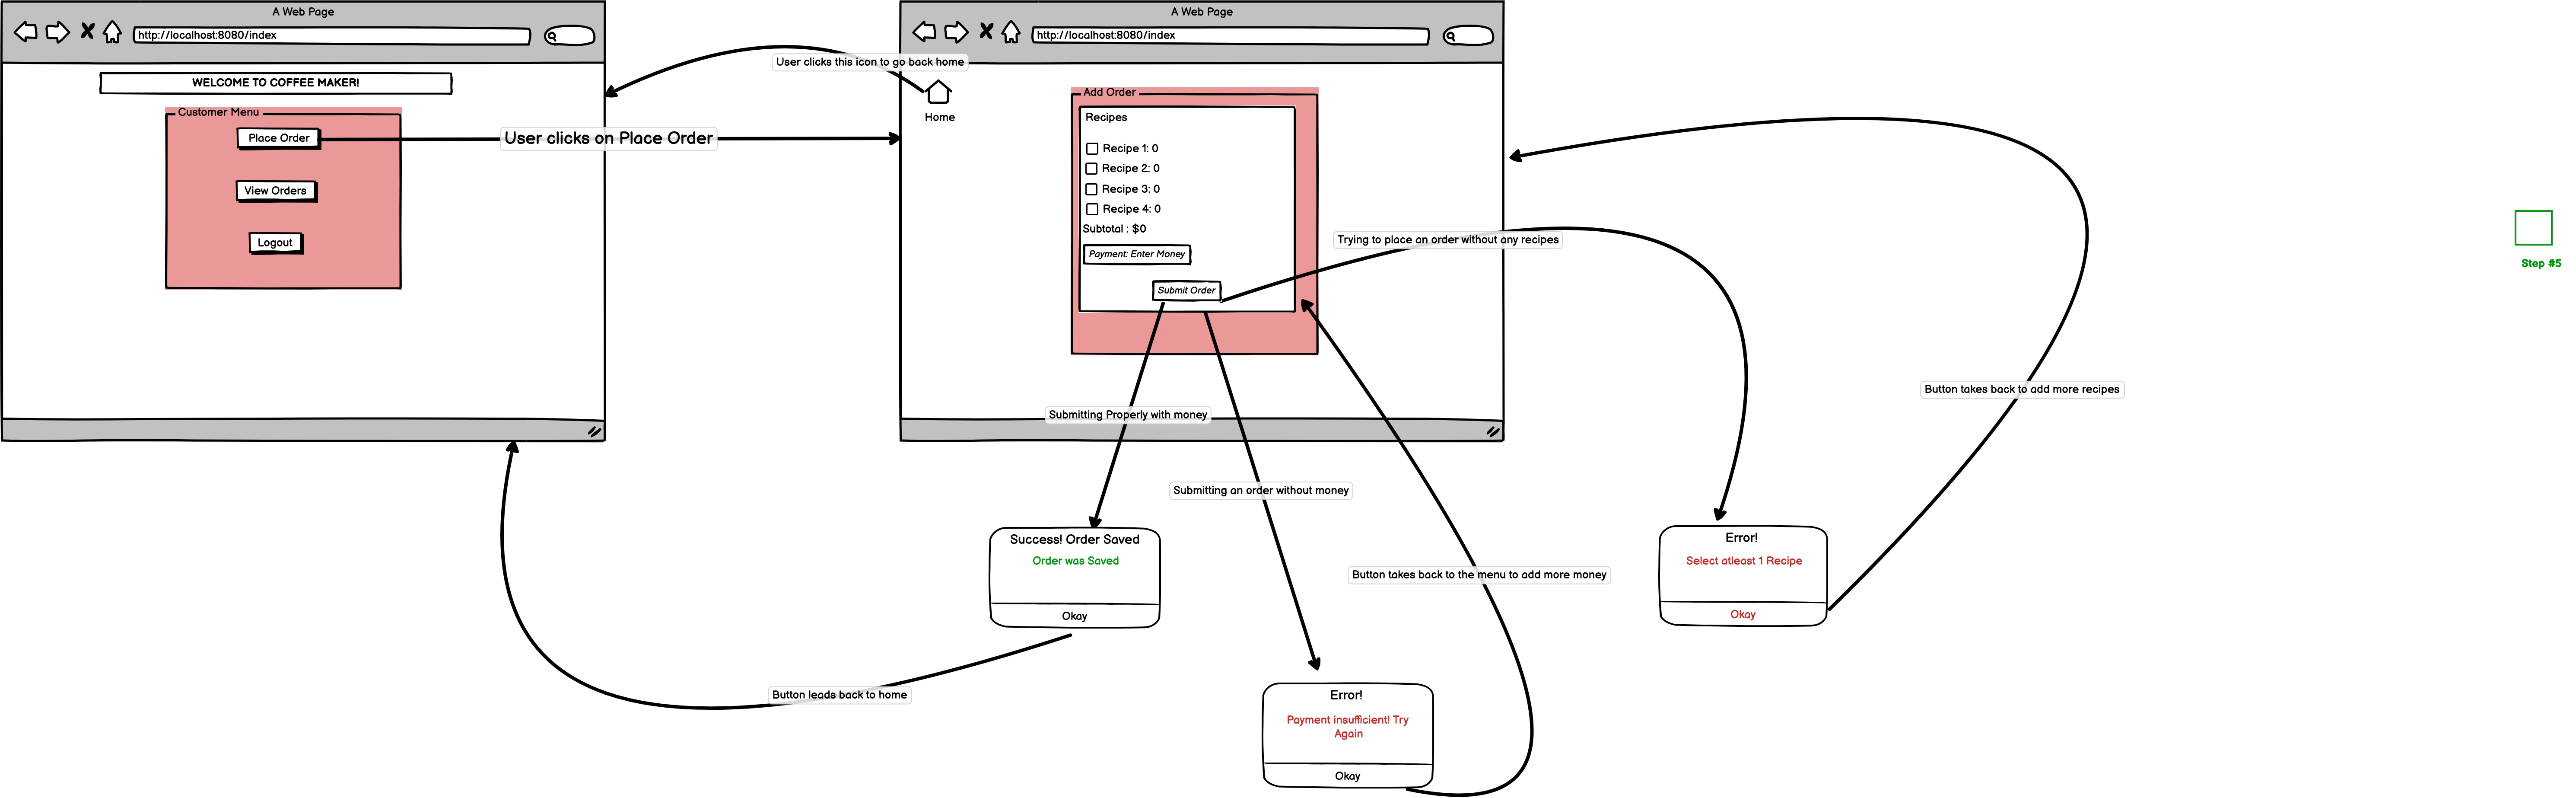 A Web Page
http://localhost:8080/index
WELCOME TO COFFEE MAKER!
Customer Menu
Place Order
View Orders
Logout
User clicks this icon to go back home
User clicks on Place Order
A Web Page
http://localhost:8080/index
Home
Add Order
Recipes
Recipe 1: 0
Recipe 2: 0
Recipe 3: 0
Recipe 4: 0
Subtotal : $0
Payment: Enter Money
Submit Order
Trying to place an order without any recipes
Step #5
Button takes back to add more recipes
Submitting Properly with money
Submitting an order without money
Success! Order Saved
Order was Saved
Okay
Button takes back to the menu to add more money
Error!
Select atleast 1 Recipe
Okay
Button leads back to home
Error!
Payment insufficient! Try
Again
Okay